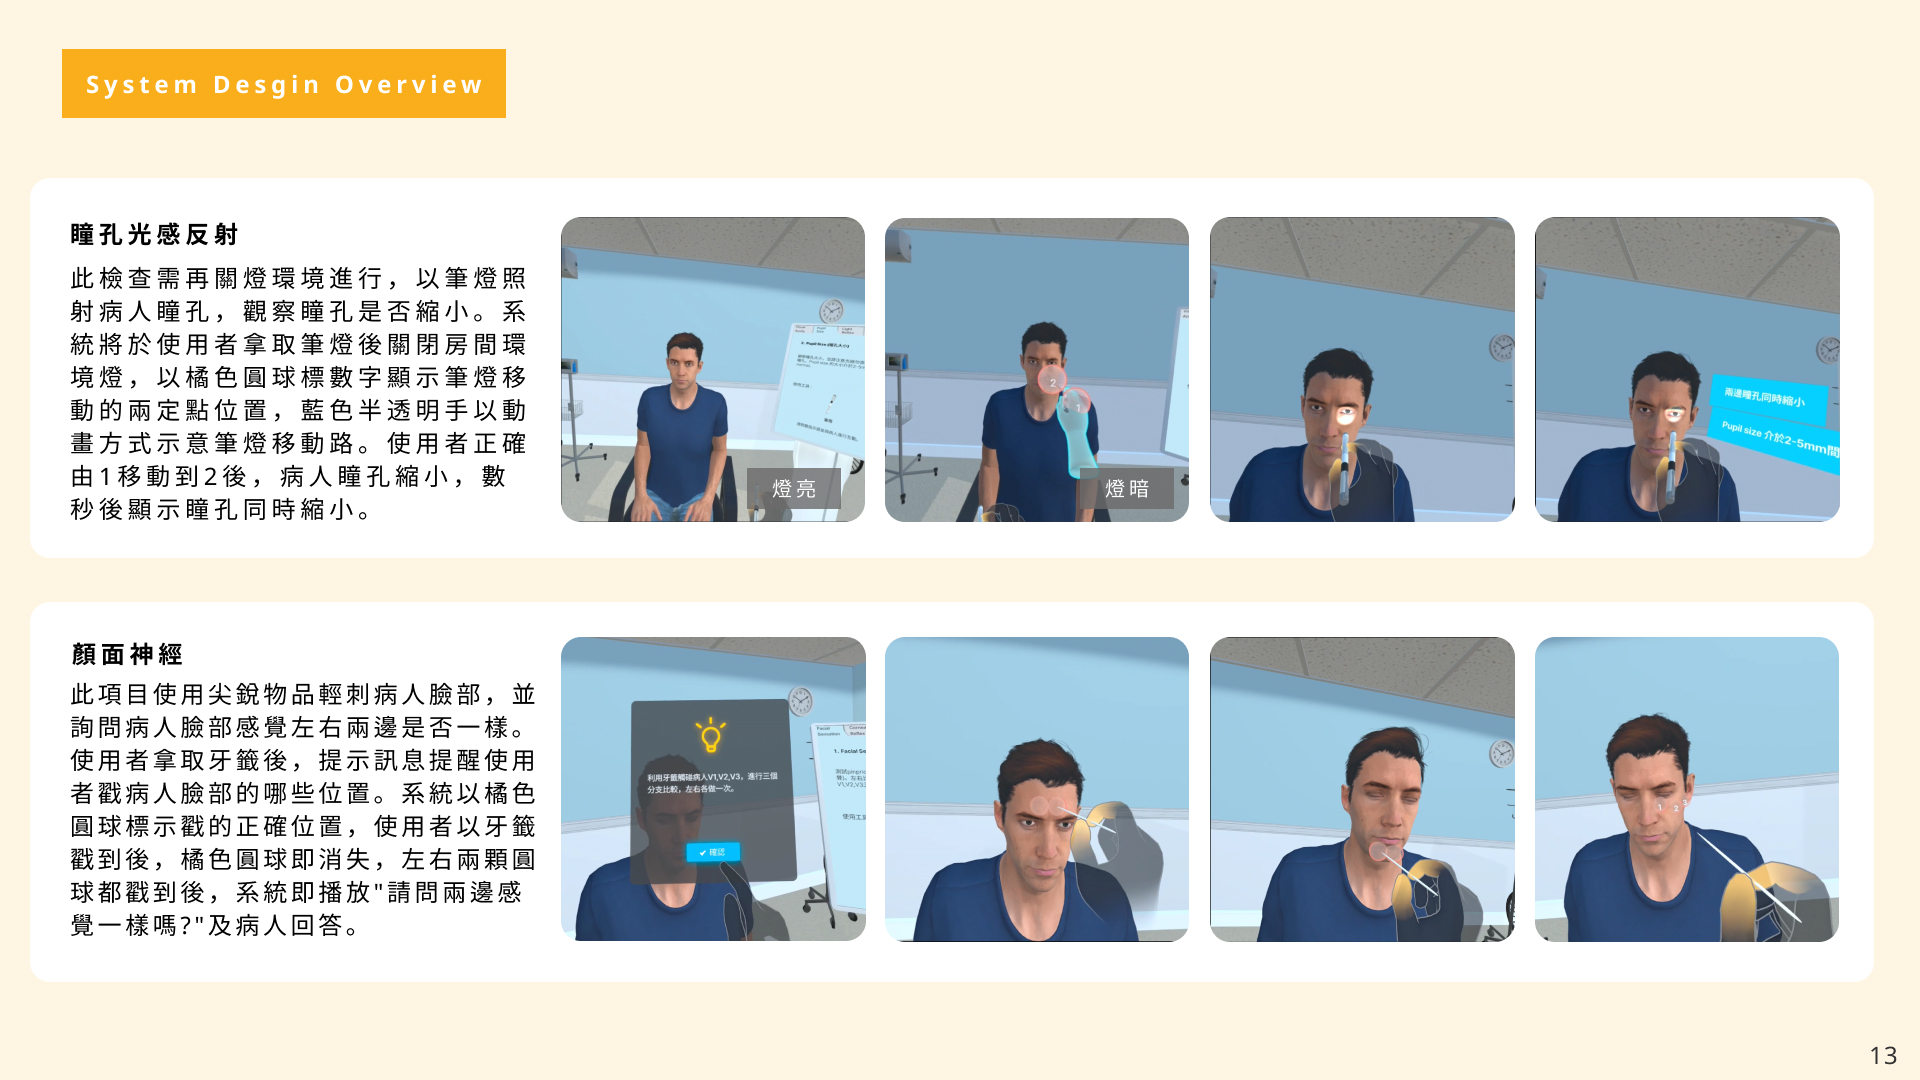 System Desgin Overview
瞳孔光感反射
此檢查需再關燈環境進行，以筆燈照
射病人瞳孔，觀察瞳孔是否縮小。系
統將於使用者拿取筆燈後關閉房間環
境燈，以橘色圓球標數字顯示筆燈移
動的兩定點位置，藍色半透明手以動
畫方式示意筆燈移動路。使用者正確
由1移動到2後，病人瞳孔縮小，數
秒後顯示瞳孔同時縮小。
燈亮
2
1
燈暗
兩邊瞳孔同時縮小
Pupil size 介於2-5mm間
顏面神經
此項目使用尖銳物品輕刺病人臉部，並
詢問病人臉部感覺左右兩邊是否一樣。
使用者拿取牙籤後，提示訊息提醒使用
者戳病人臉部的哪些位置。系統以橘色
圓球標示戳的正確位置，使用者以牙籤
戳到後，橘色圓球即消失，左右兩顆圓
球都戳到後，系統即播放"請問兩邊感
覺一樣嗎?"及病人回答。
利用牙籤觸碰病人V1,V2,V3，進行三個
分支比較，左右各做一次。
確認
Facial
Sensation
1. Facial Se
使用工
1 2 3
13